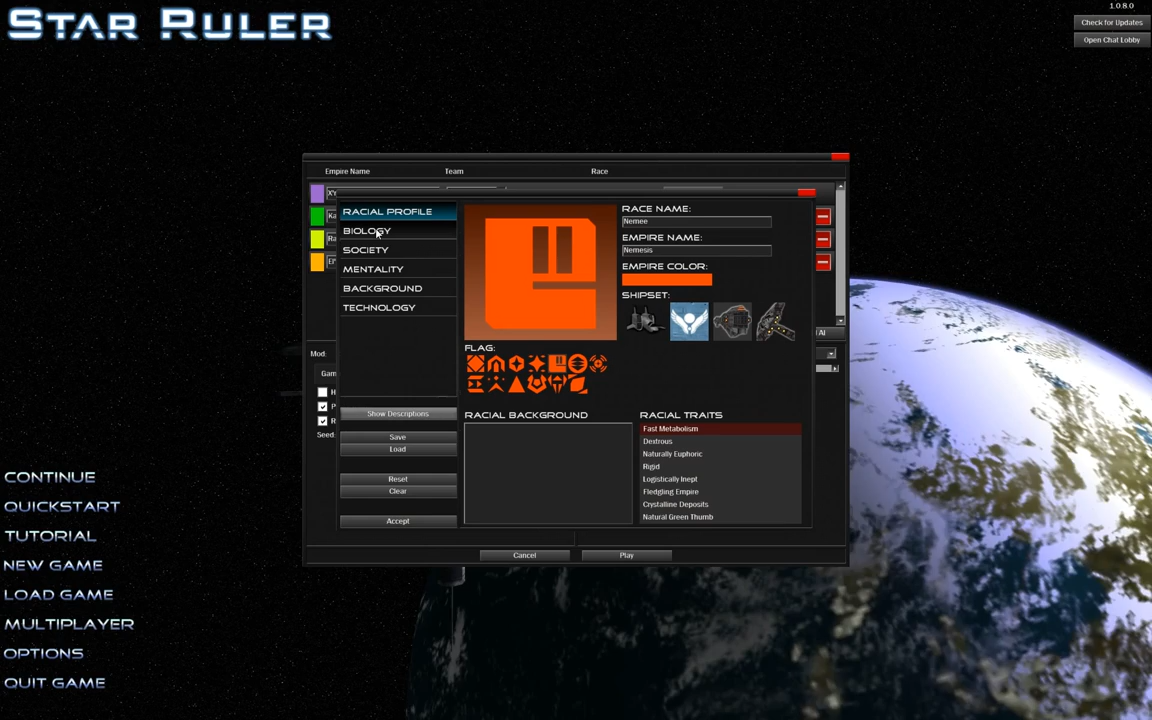 STAR RULER
1.0.8.0
Check for Updates
Open Chat Lobby
Empire Name Team Race
RACIAL PROFILE
BIOLOGY
SOCIETY
MENTALITY
BACKGROUND
TECHNOLOGY
Show Descriptions
Save
Load
Reset
Clear
Accept
RACE NAME:
Nemee
EMPIRE NAME:
Nemesis
EMPIRE COLOR:
SHIPSET:
FLAG:
RACIAL BACKGROUND
RACIAL TRAITS
Fast Metabolism
Dextrous
Naturally Euphoric
Rigid
Logistically Inept
Fledgling Empire
Crystalline Deposits
Natural Green Thumb
AI
Mod:
Gam
H
P
R
Seed:
Cancel
Play
CONTINUE
QUICKSTART
TUTORIAL
NEW GAME
LOAD GAME
MULTIPLAYER
OPTIONS
QUIT GAME